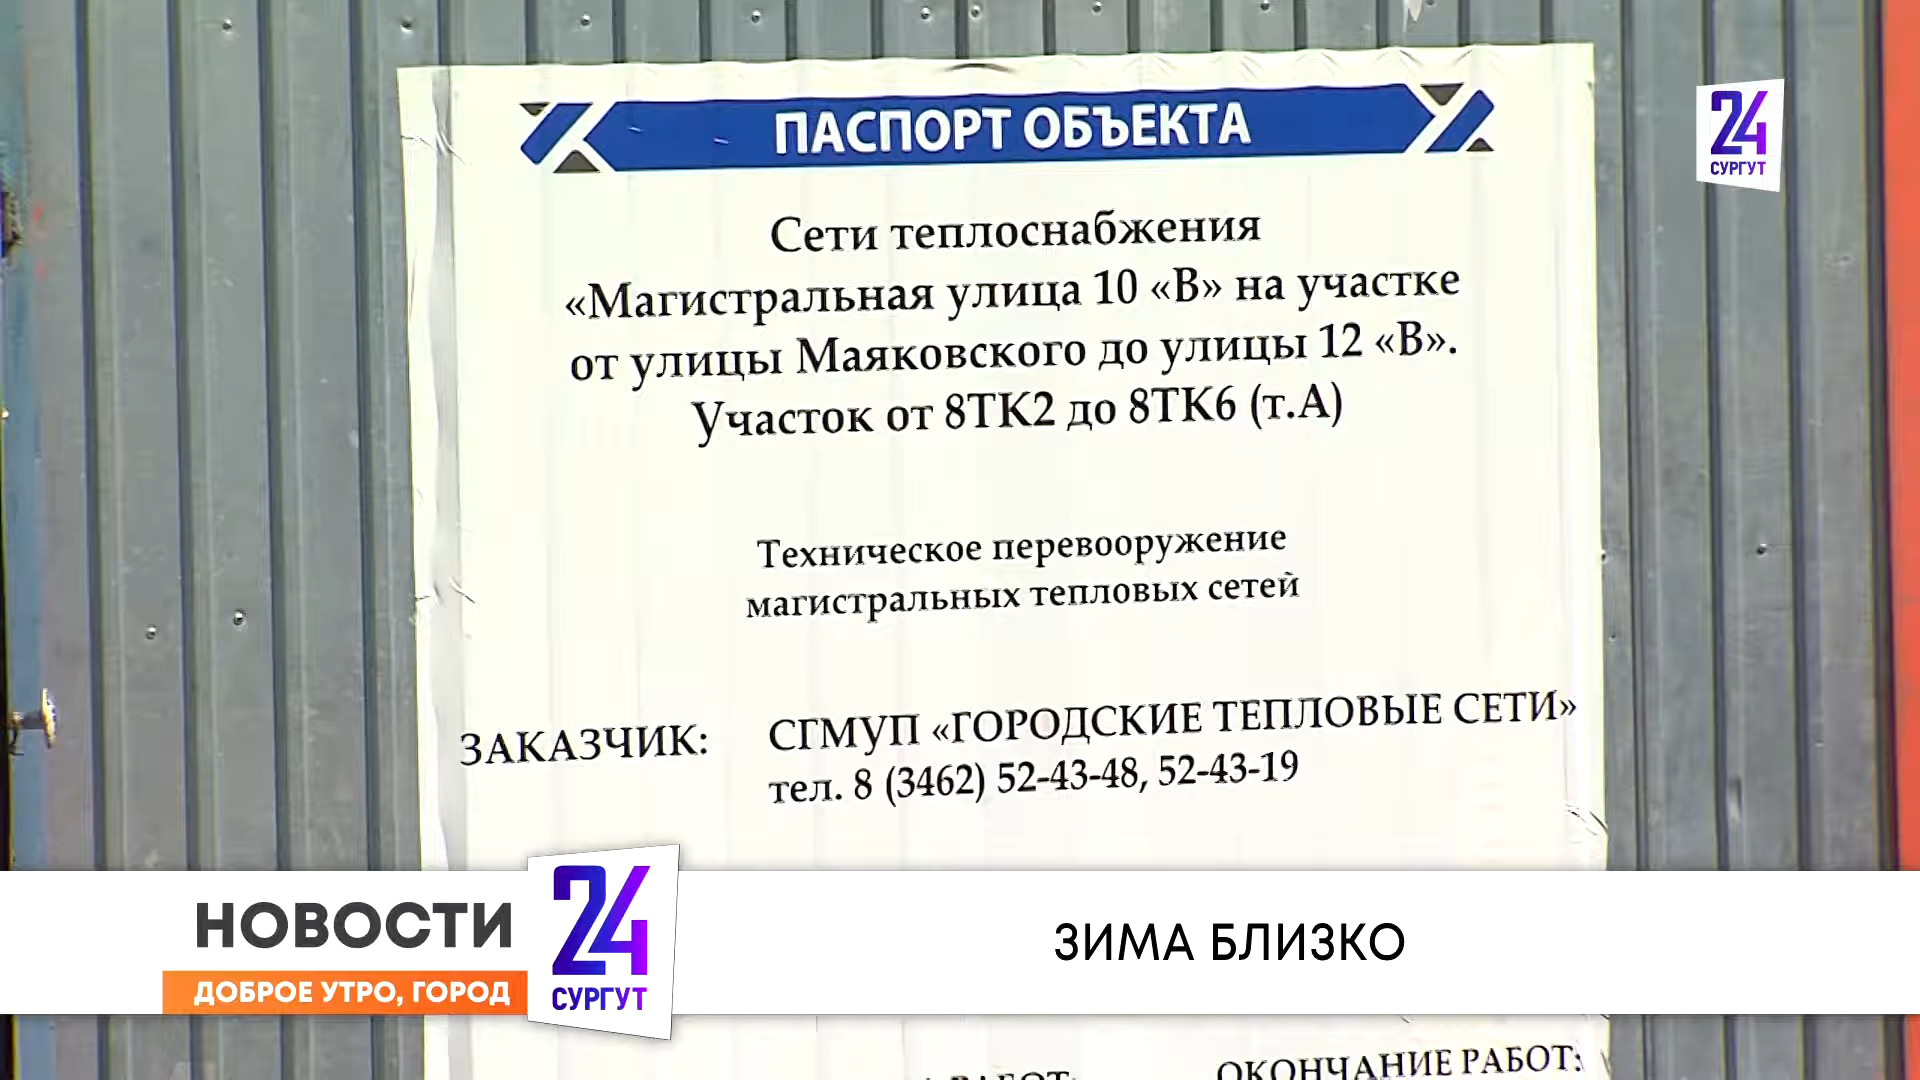 ПАСПОРТ ОБЪЕКТА
24
СУРГУТ
Сети теплоснабжения
«Магистральная улица 10 «В» на участке
от улицы Маяковского до улицы 12 «В».
Участок от 8ТК2 до 8ТК6 (т.А)
Техническое перевооружение
магистральных тепловых сетей
ЗАКАЗЧИК: СГМУП «ГОРОДСКИЕ ТЕПЛОВЫЕ СЕТИ»
тел. 8 (3462) 52-43-48, 52-43-19
НОВОСТИ
ДОБРОЕ УТРО, ГОРОД
24
СУРГУТ
ЗИМА БЛИЗКО
РАБОТ: ОКОНЧАНИЕ РАБОТ: